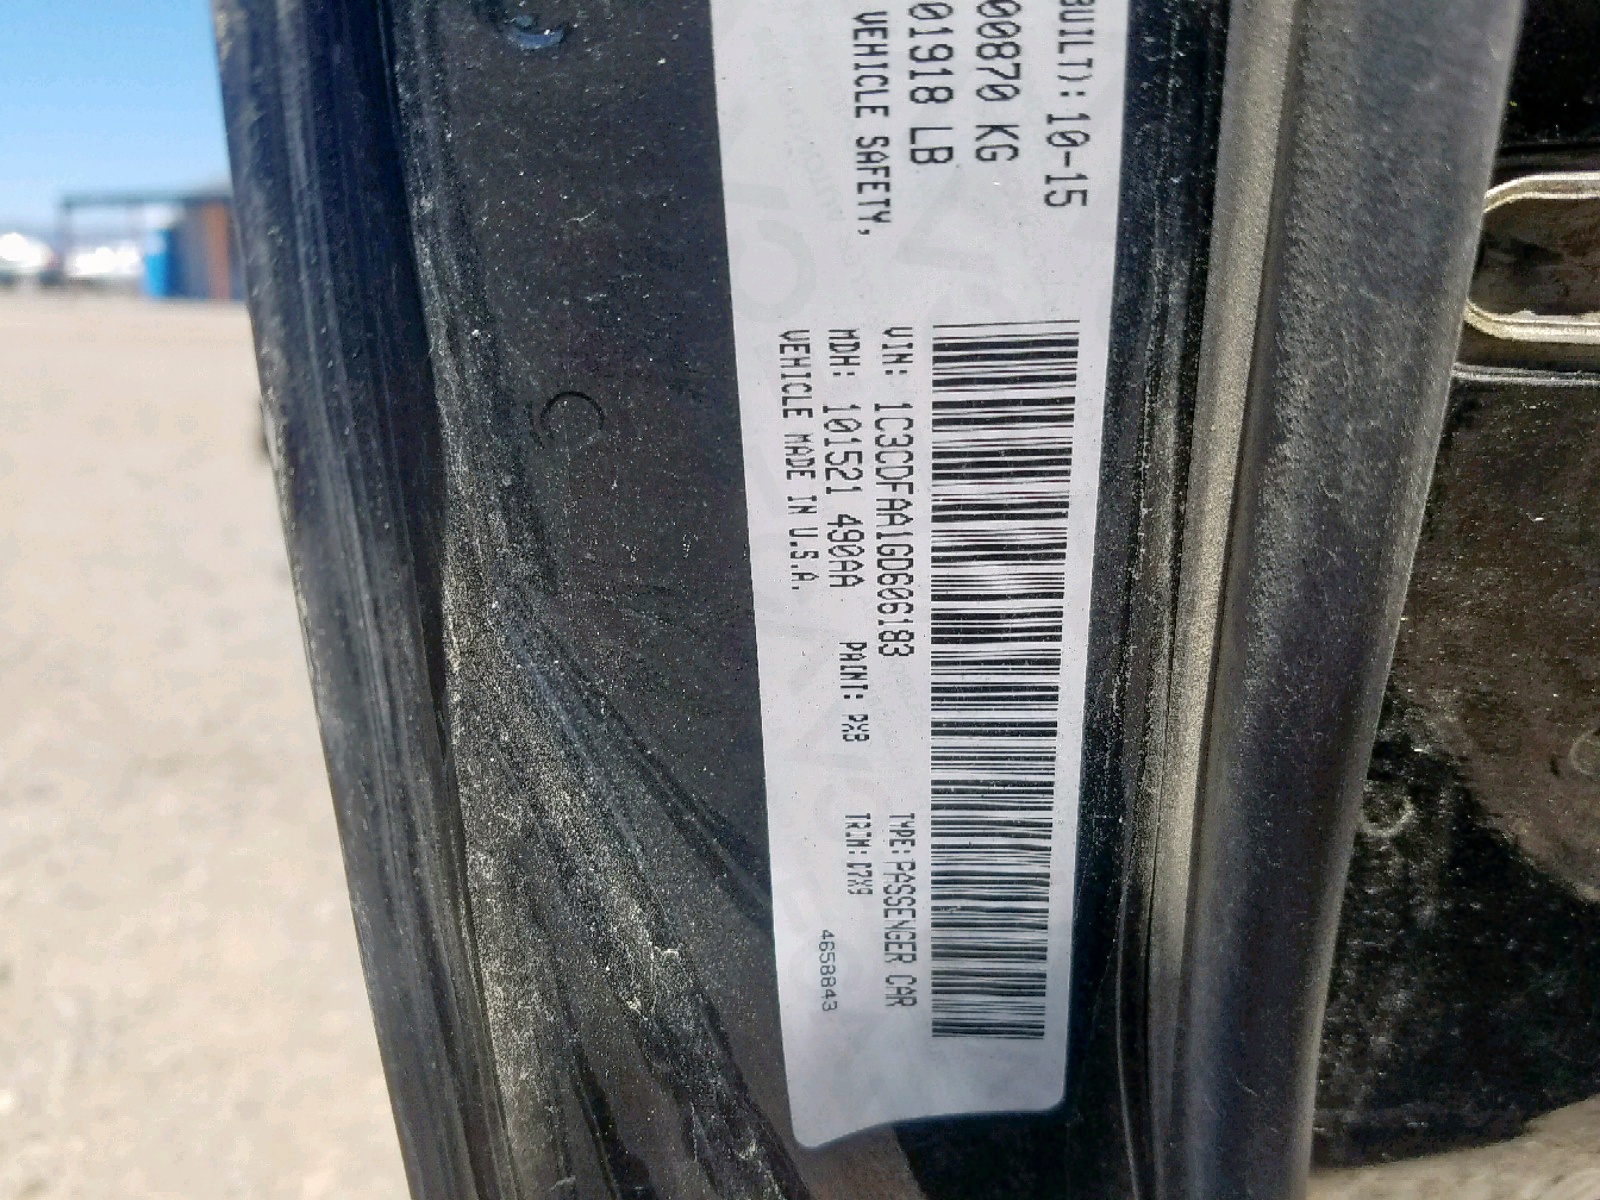 BUILT): 10-15
00870 KG
01918 LB
VEHICLE SAFETY,
VIN: 1C3CDFAA1GD606183
TYPE: PASSENGER CAR
MDH: 101521 490AA
PAINT: PX8
TRIM: D7X9
VEHICLE MADE IN U.S.A.
4658843